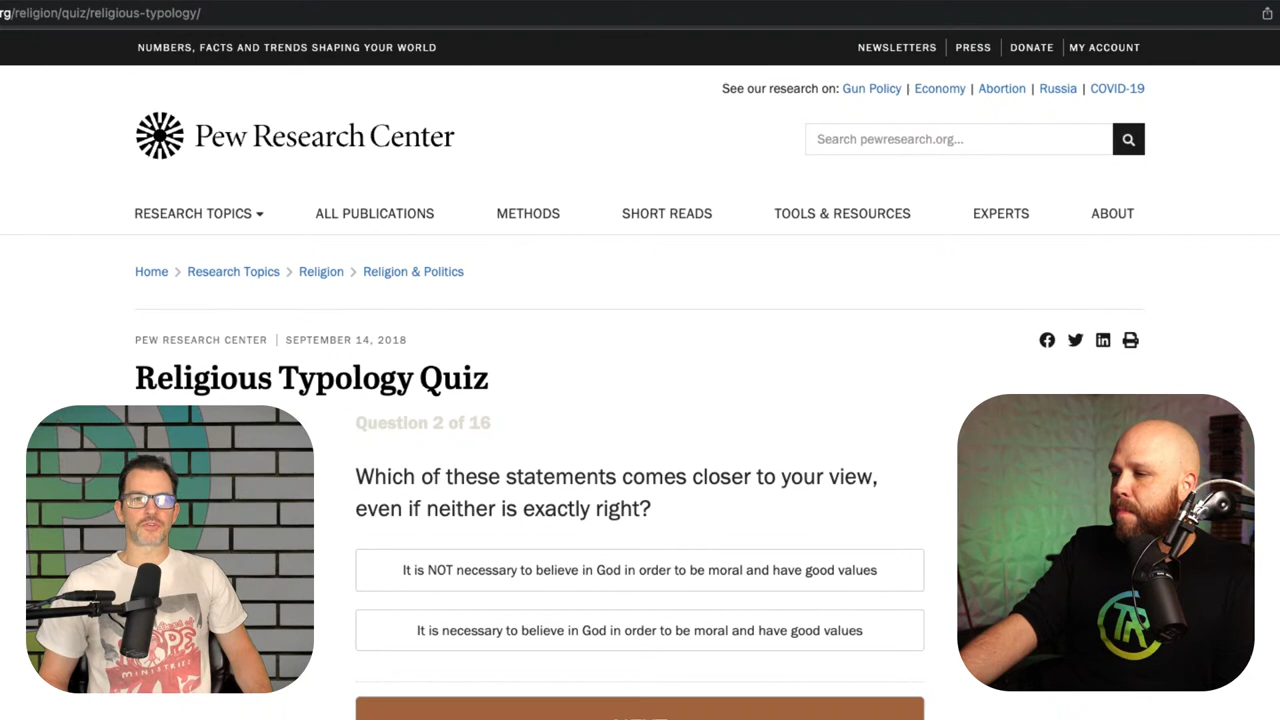 rg/religion/quiz/religious-typology/
NUMBERS, FACTS AND TRENDS SHAPING YOUR WORLD
NEWSLETTERS PRESS DONATE MY ACCOUNT
See our research on: Gun Policy | Economy | Abortion | Russia | COVID-19
Pew Research Center
Search pewresearch.org...
RESEARCH TOPICS ALL PUBLICATIONS METHODS SHORT READS TOOLS & RESOURCES EXPERTS ABOUT
Home > Research Topics > Religion > Religion & Politics
PEW RESEARCH CENTER | SEPTEMBER 14, 2018
Religious Typology Quiz
Question 2 of 16
Which of these statements comes closer to your view,
even if neither is exactly right?
It is NOT necessary to believe in God in order to be moral and have good values
It is necessary to believe in God in order to be moral and have good values
MINISTRIES
TR